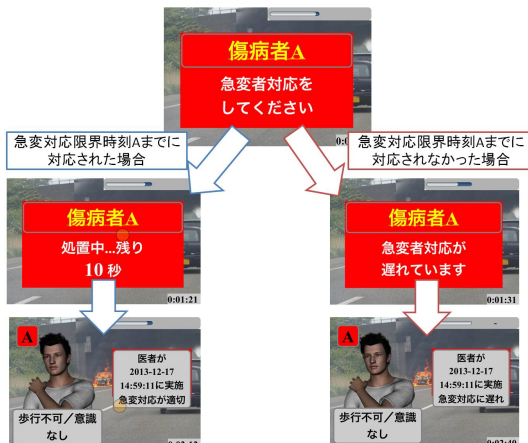 傷病者A
急変者対応を
してください
急変対応限界時刻Aまでに
対応された場合
急変対応限界時刻Aまでに
対応されなかった場合
傷病者A
処置中...残り
10 秒
0:01:21
傷病者A
急変者対応が
遅れています
0:01:31
A
医者が
2013-12-17
14:59:11に実施
急変対応が適切
歩行不可/意識
なし
A
医者が
2013-12-17
14:59:11に実施
急変対応に遅れ
歩行不可/意識
なし